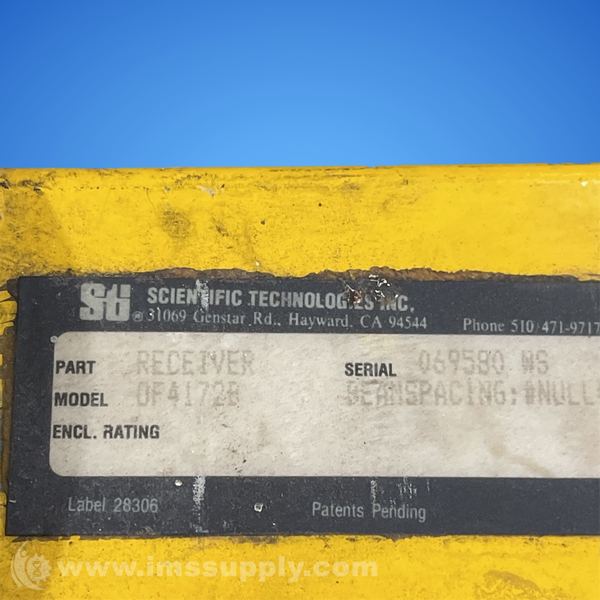 STi SCIENTIFIC TECHNOLOGIES INC.
® 31069 Genstar Rd., Hayward, CA 94544 Phone 510/471-9717
PART RECEIVER SERIAL 069580 WS
MODEL OF4172B BEAMSPACING:#NULL
ENCL. RATING
Label 28306 Patents Pending
www.imssupply.com